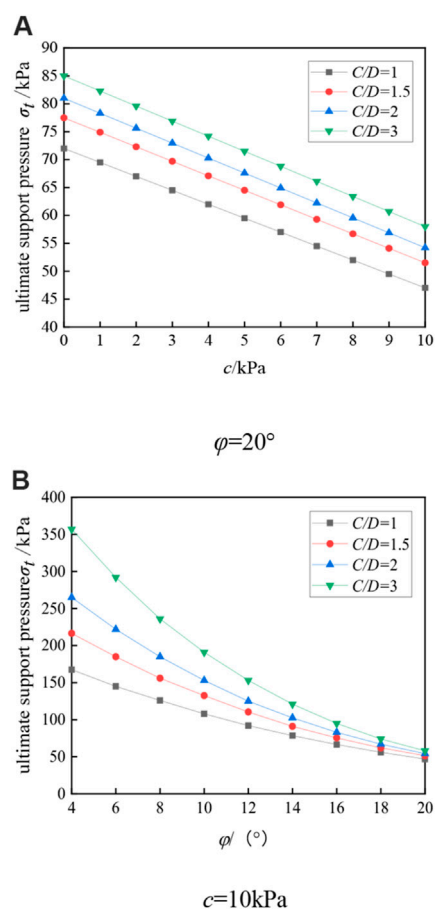 A
ultimate support pressure σt /kPa
90
85
80
75
70
65
60
55
50
45
40
0 1 2 3 4 5 6 7 8 9 10
c/kPa
C/D=1
C/D=1.5
C/D=2
C/D=3
φ=20°
B
ultimate support pressureσt /kPa
400
350
300
250
200
150
100
50
0
4 6 8 10 12 14 16 18 20
φ/（°）
C/D=1
C/D=1.5
C/D=2
C/D=3
c=10kPa